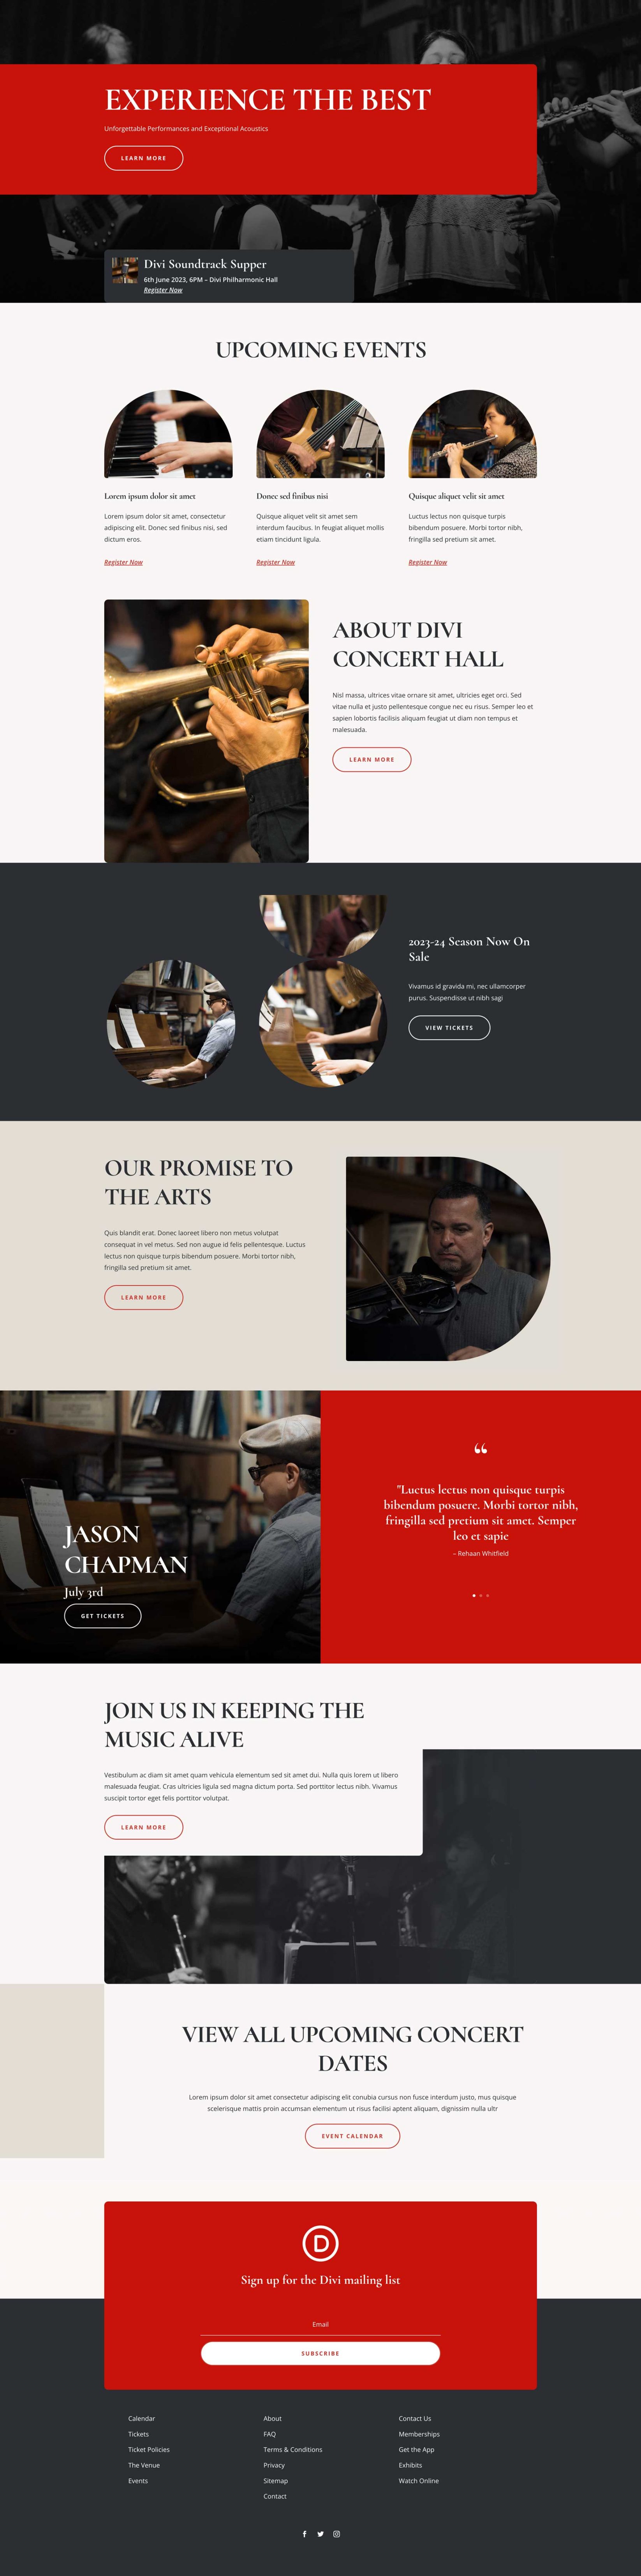 EXPERIENCE THE BEST
Unforgettable Performances and Exceptional Acoustics
LEARN MORE
Divi Soundtrack Supper
6th June 2023, 6PM – Divi Philharmonic Hall
Register Now
UPCOMING EVENTS
Lorem ipsum dolor sit amet
Lorem ipsum dolor sit amet, consectetur
adipiscing elit. Donec sed finibus nisi, sed
dictum eros.
Register Now
Donec sed finibus nisi
Quisque aliquet velit sit amet sem
interdum faucibus. In feugiat aliquet mollis
etiam tincidunt ligula.
Register Now
Quisque aliquet velit sit amet
Luctus lectus non quisque turpis
bibendum posuere. Morbi tortor nibh,
fringilla sed pretium sit amet.
Register Now
ABOUT DIVI
CONCERT HALL
Nisl massa, ultrices vitae ornare sit amet, ultricies eget orci. Sed
vitae nulla et justo pellentesque congue nec eu risus. Semper leo et
sapien lobortis facilisis aliquam feugiat ut diam non tempus et
malesuada.
LEARN MORE
2023-24 Season Now On
Sale
Vivamus id gravida mi, nec ullamcorper
purus. Suspendisse ut nibh sagi
VIEW TICKETS
OUR PROMISE TO
THE ARTS
Quis blandit erat. Donec laoreet libero non metus volutpat
consequat in vel metus. Sed non augue id felis pellentesque. Luctus
lectus non quisque turpis bibendum posuere. Morbi tortor nibh,
fringilla sed pretium sit amet.
LEARN MORE
JASON
CHAPMAN
July 3rd
GET TICKETS
“
"Luctus lectus non quisque turpis
bibendum posuere. Morbi tortor nibh,
fringilla sed pretium sit amet. Semper
leo et sapie
– Rehaan Whitfield
JOIN US IN KEEPING THE
MUSIC ALIVE
Vestibulum ac diam sit amet quam vehicula elementum sed sit amet dui. Nulla quis lorem ut libero
malesuada feugiat. Cras ultricies ligula sed magna dictum porta. Sed porttitor lectus nibh. Vivamus
suscipit tortor eget felis porttitor volutpat.
LEARN MORE
VIEW ALL UPCOMING CONCERT
DATES
Lorem ipsum dolor sit amet consectetur adipiscing elit conubia cursus non fusce interdum justo, mus quisque
scelerisque mattis proin accumsan elementum ut risus facilisi aptent aliquam, dignissim nulla ultr
EVENT CALENDAR
D
Sign up for the Divi mailing list
Email
SUBSCRIBE
Calendar
Tickets
Ticket Policies
The Venue
Events
About
FAQ
Terms & Conditions
Privacy
Sitemap
Contact
Contact Us
Memberships
Get the App
Exhibits
Watch Online